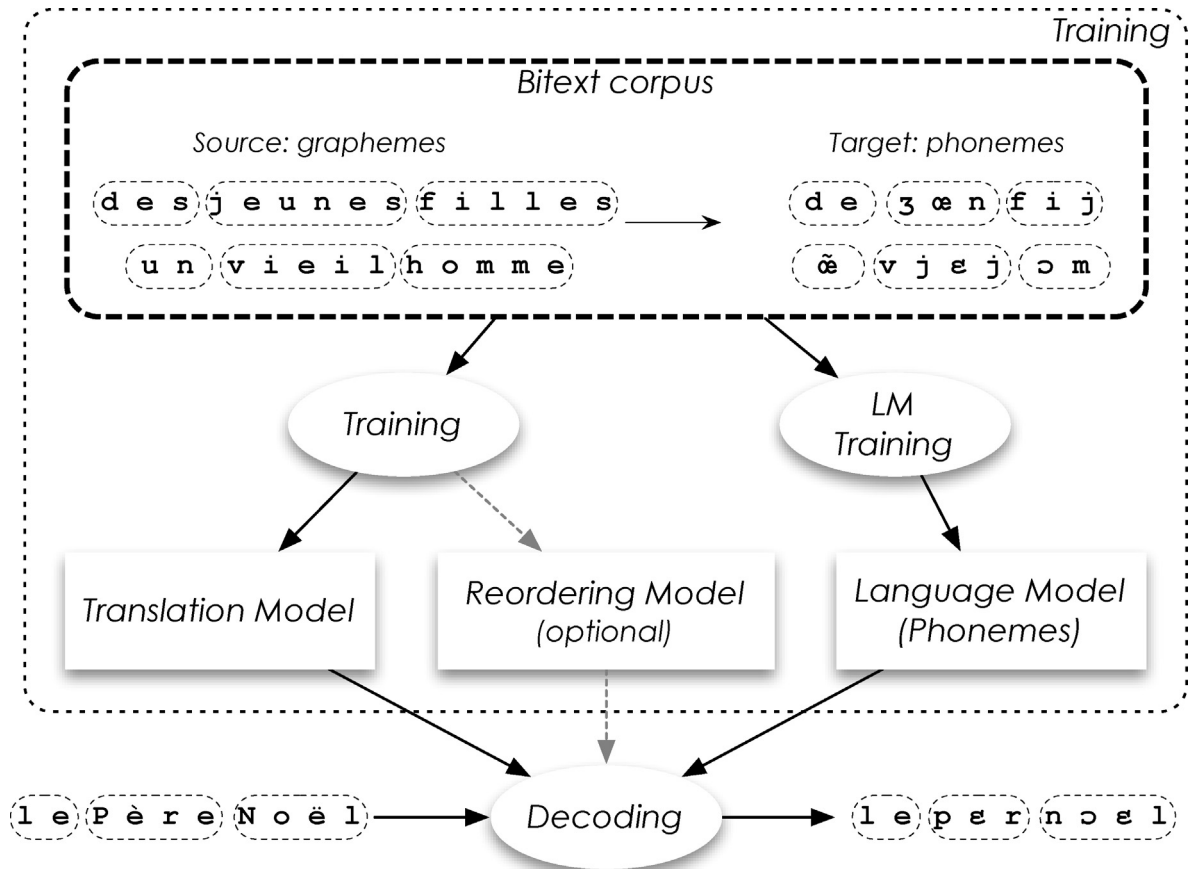 Training
Bitext corpus
Source: graphemes
Target: phonemes
d e s j e u n e s f i l l e s
d e ʒ œ n f i j
u n v i e i l h o m m e
œ̃ v j ɛ j ɔ m
Training
LM
Training
Translation Model
Reordering Model
(optional)
Language Model
(Phonemes)
l e P è r e N o ë l
Decoding
l e p ɛ r n ɔ ɛ l